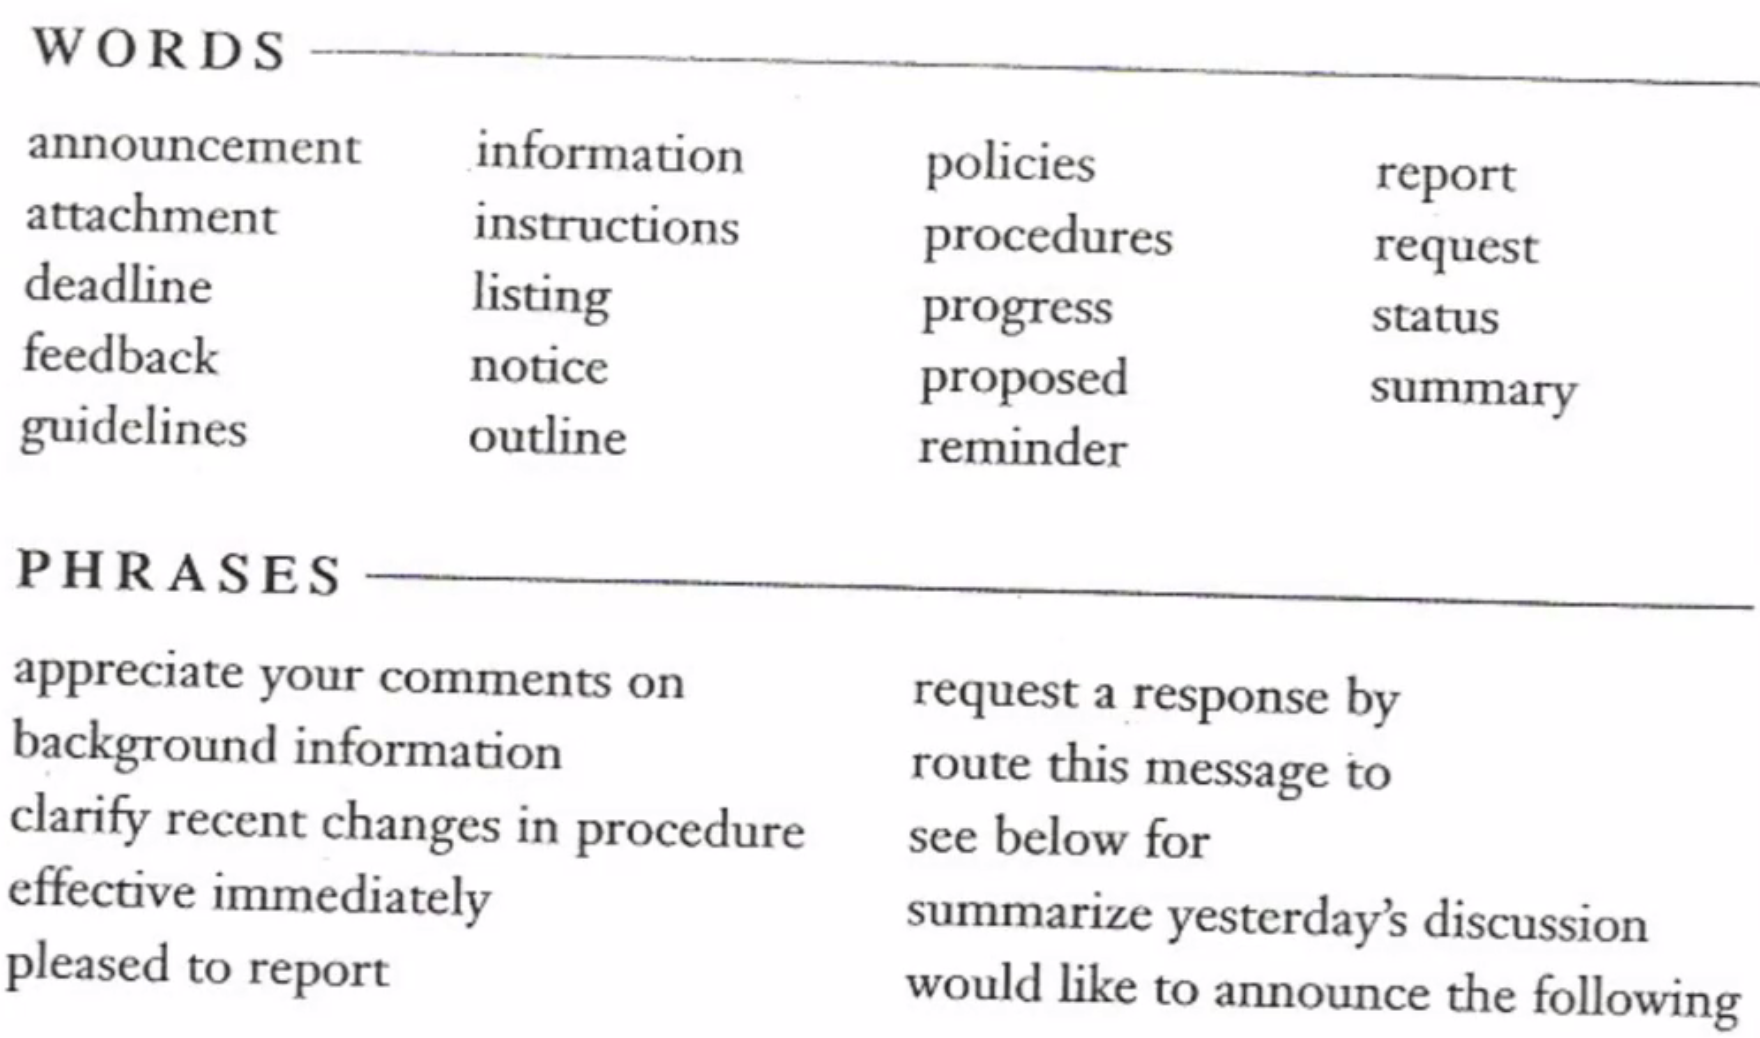 WORDS
announcement information policies report
attachment instructions procedures request
deadline listing progress status
feedback notice proposed summary
guidelines outline reminder
PHRASES
appreciate your comments on request a response by
background information route this message to
clarify recent changes in procedure see below for
effective immediately summarize yesterday's discussion
pleased to report would like to announce the following